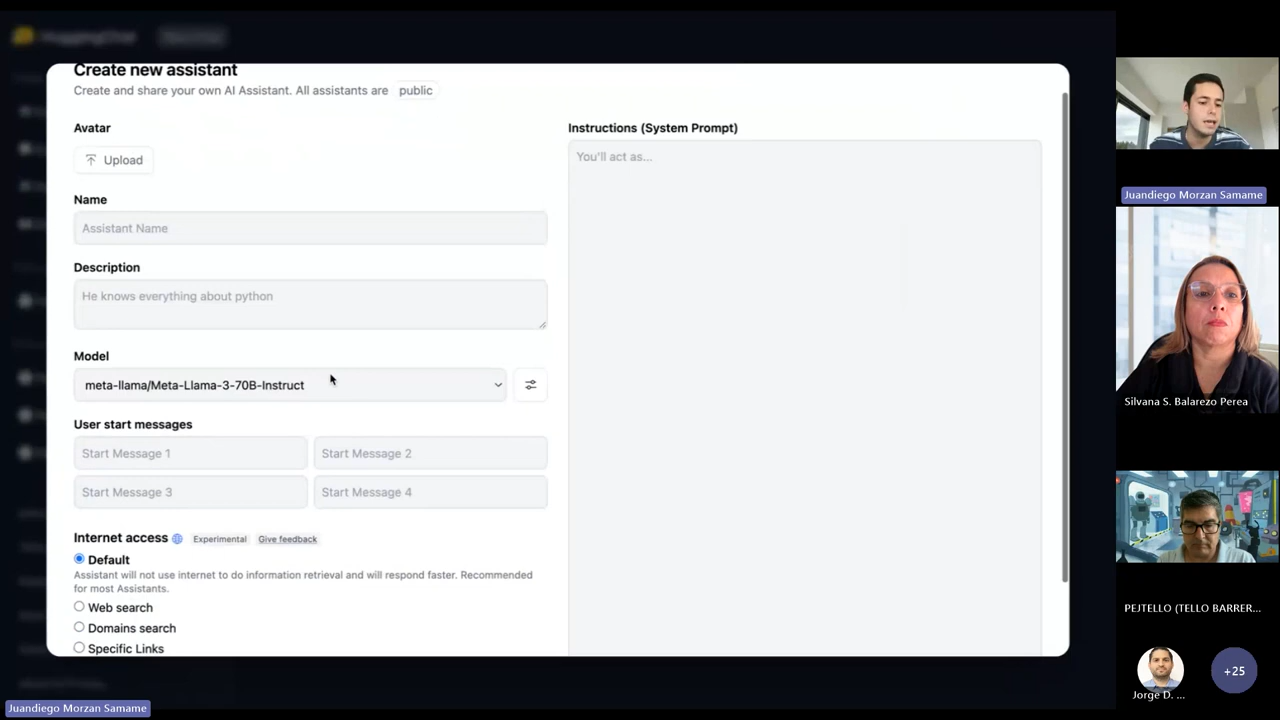 HuggingChat
Create new assistant
Create and share your own AI Assistant. All assistants are public
Avatar
Upload
Name
Assistant Name
Description
He knows everything about python
Model
meta-llama/Meta-Llama-3-70B-Instruct
User start messages
Start Message 1
Start Message 2
Start Message 3
Start Message 4
Internet access Experimental Give feedback
Default
Assistant will not use internet to do information retrieval and will respond faster. Recommended
for most Assistants.
Web search
Domains search
Specific Links
Instructions (System Prompt)
You'll act as...
Juandiego Morzan Samame
Silvana S. Balarezo Perea
PEJTELLO (TELLO BARRER...
Jorge D. ...
+25
Juandiego Morzan Samame